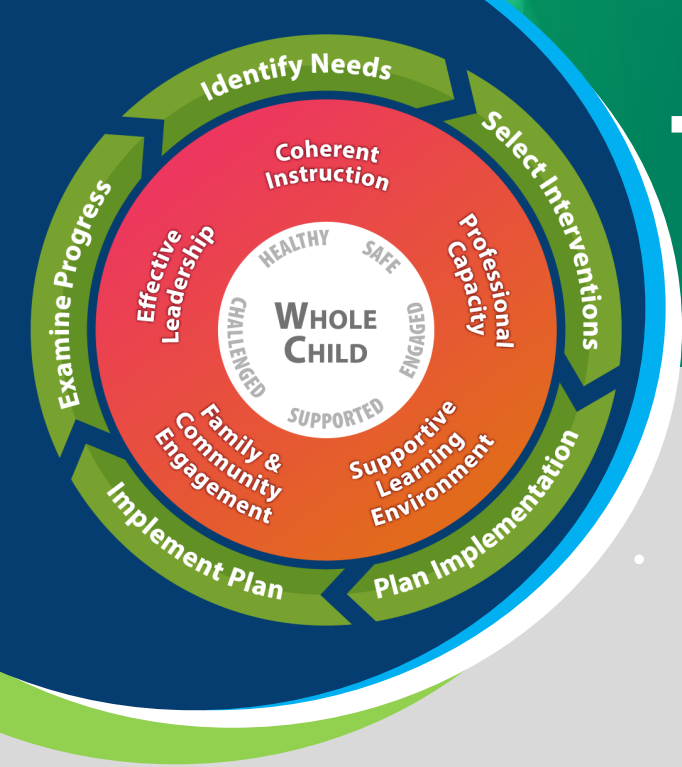 Identify Needs
Select Interventions
Plan Implementation
Implement Plan
Examine Progress
Coherent
Instruction
Professional
Capacity
Supportive
Learning
Environment
Family &
Community
Engagement
Effective
Leadership
HEALTHY
SAFE
ENGAGED
SUPPORTED
CHALLENGED
WHOLE
CHILD